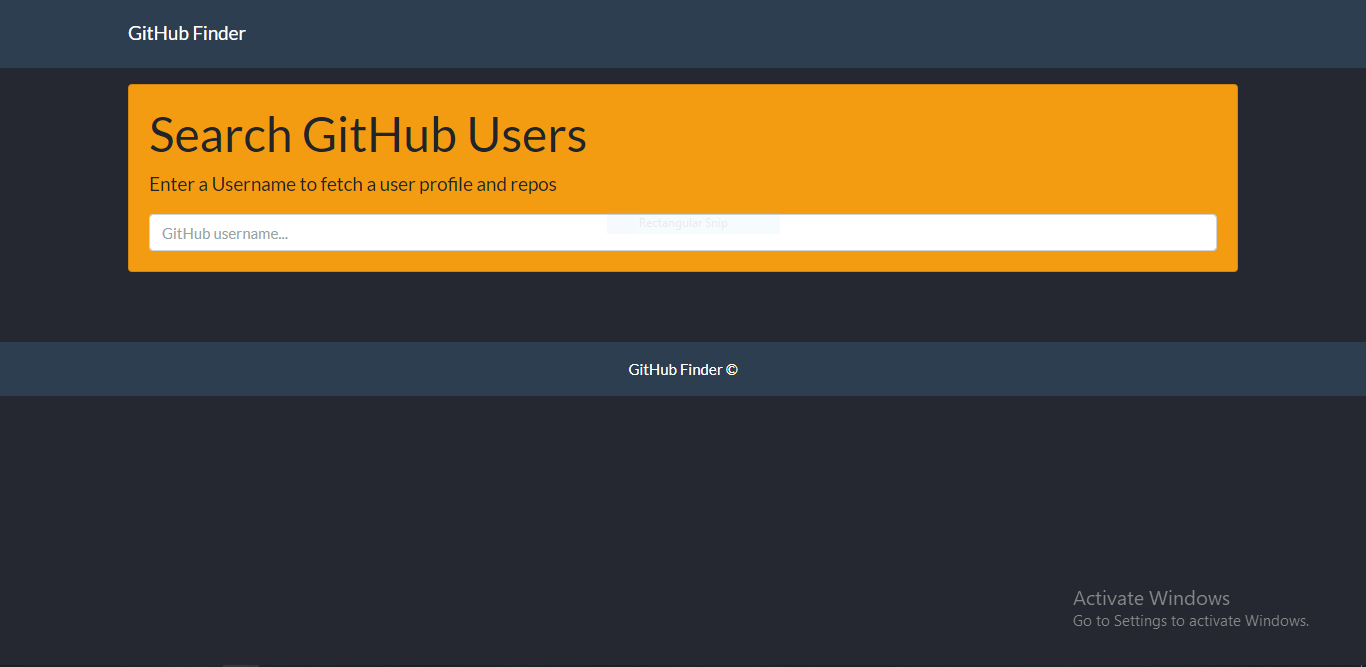 GitHub Finder
Search GitHub Users
Enter a Username to fetch a user profile and repos
Rectangular Snip
GitHub username...
GitHub Finder ©
Activate Windows
Go to Settings to activate Windows.